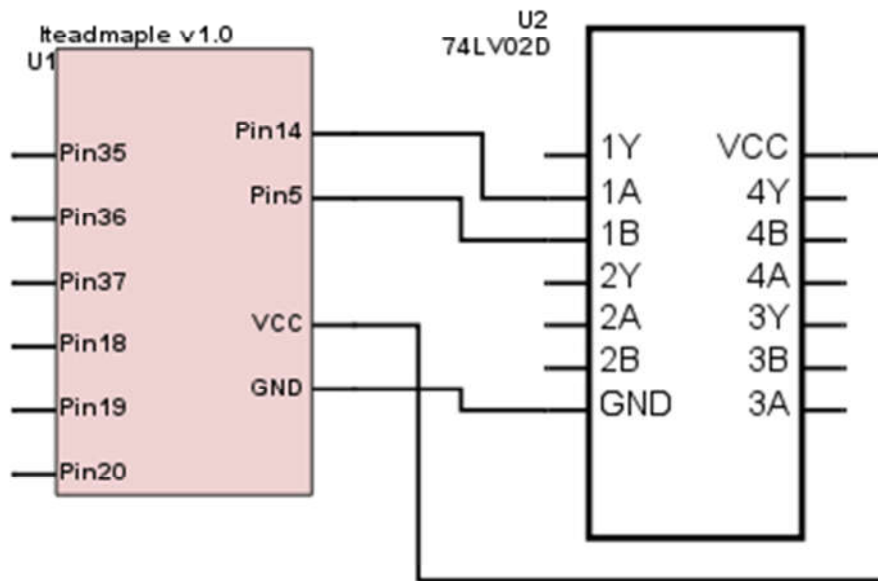 Iteadmaple v1.0
U1
Pin35
Pin36
Pin37
Pin18
Pin19
Pin20
Pin14
Pin5
VCC
GND
U2
74LV02D
1Y
1A
1B
2Y
2A
2B
GND
VCC
4Y
4B
4A
3Y
3B
3A